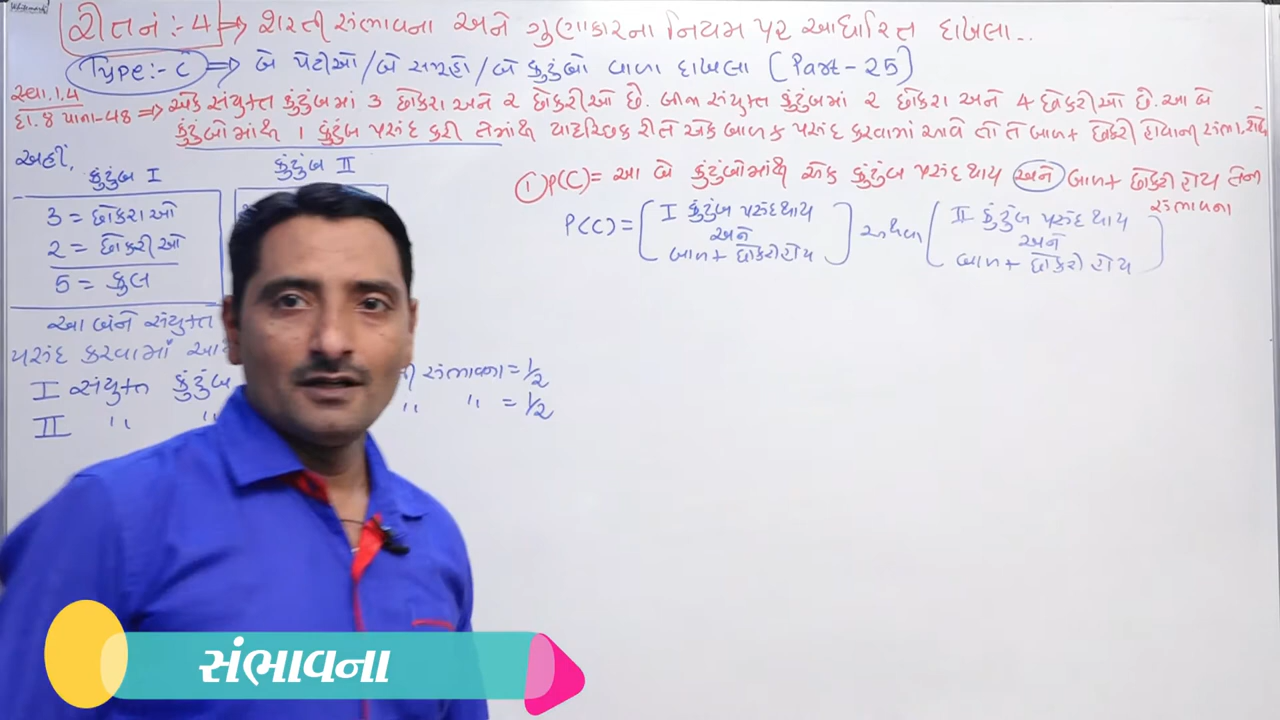 રીત નં :- 4 ⇒ શરતી સંભાવના અને ગુણાકારના નિયમ પર આધારિત દાખલા...
Type:- C ⇒ બે પેટીઓ/બે સમૂહો/બે કુટુંબો વાળા દાખલા (Part-25)
સ્વા.1.4
દા.8 પાના-48 ⇒ એક સંયુક્ત કુટુંબમાં 3 છોકરા અને 2 છોકરીઓ છે. બીજા સંયુક્ત કુટુંબમાં 2 છોકરા અને 4 છોકરીઓ છે. આ બે
કુટુંબોમાંથી 1 કુટુંબ પસંદ કરી તેમાંથી યાદચ્છિક રીતે એક બાળક પસંદ કરવામાં આવે તો તે બાળક છોકરી હોવાની સંભા.
અહીં,
કુટુંબ I કુટુંબ II
3 = છોકરાઓ
2 = છોકરીઓ
5 = કુલ
આ બંને સંયુક્ત
પસંદ કરવામાં
I સંયુક્ત કુટુંબ સંભાવના = 1/2
II " " " " = 1/2
① P(C) = આ બે કુટુંબોમાંથી એક કુટુંબ પસંદ થાય અને બાળક છોકરી હોય તેની
સંભાવના
P(C) = [I કુટુંબ પસંદ થાય અને બાળક છોકરી હોય] અથવા [II કુટુંબ પસંદ થાય અને બાળક છોકરી હોય]
સંભાવના